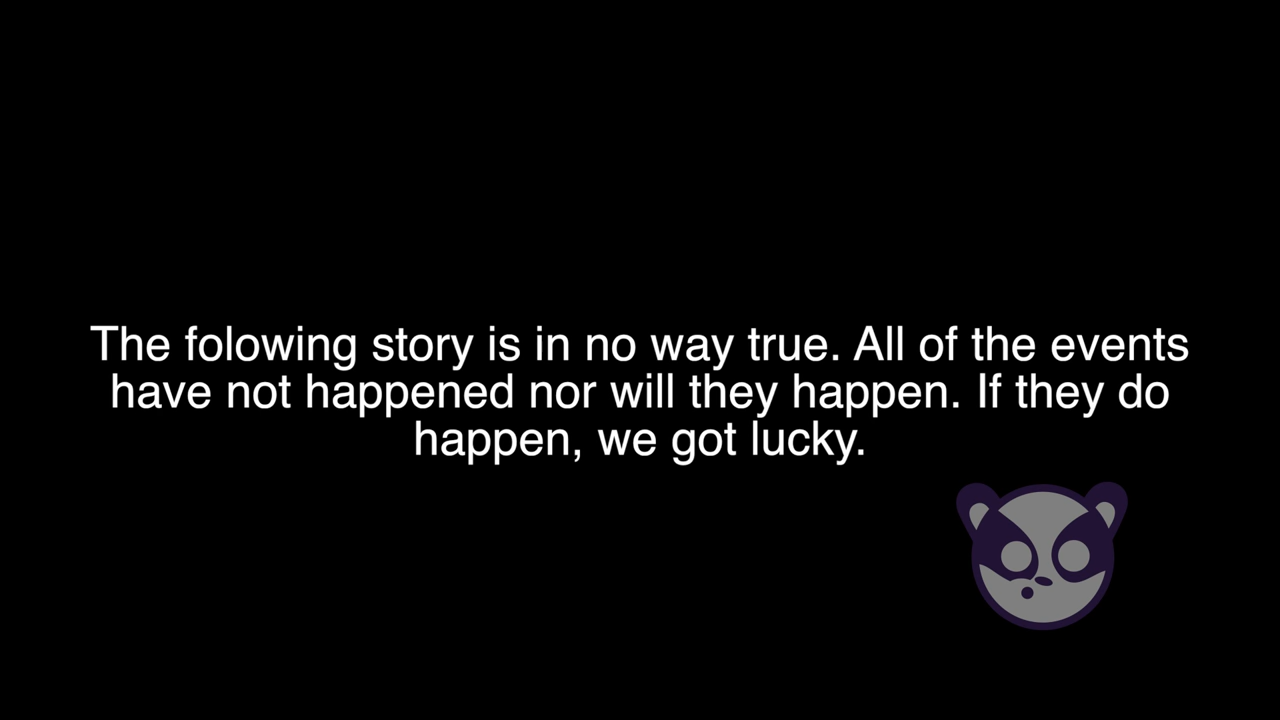 The folowing story is in no way true. All of the events
have not happened nor will they happen. If they do
happen, we got lucky.